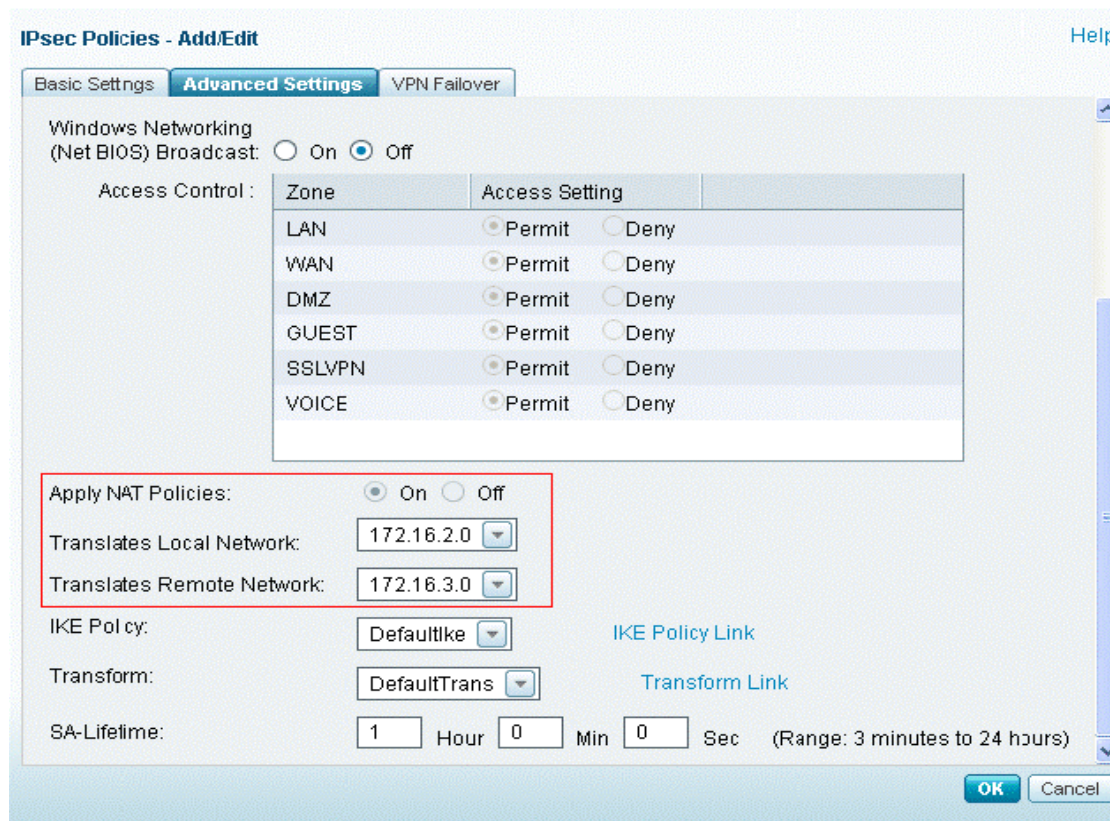 IPsec Policies - Add/Edit
Help
Basic Settngs
Advanced Settings
VPN Failover
Windows Networking
(Net BIOS) Broadcast: On Off
Access Control :
Zone Access Setting
LAN Permit Deny
WAN Permit Deny
DMZ Permit Deny
GUEST Permit Deny
SSLVPN Permit Deny
VOICE Permit Deny
Apply NAT Policies: On Off
Translates Local Network: 172.16.2.0
Translates Remote Network: 172.16.3.0
IKE Pol cy: DefaultIke IKE Policy Link
Transform: DefaultTrans Transform Link
SA-Lifetime: 1 Hour 0 Min 0 Sec (Range: 3 minutes to 24 hours)
OK Cancel